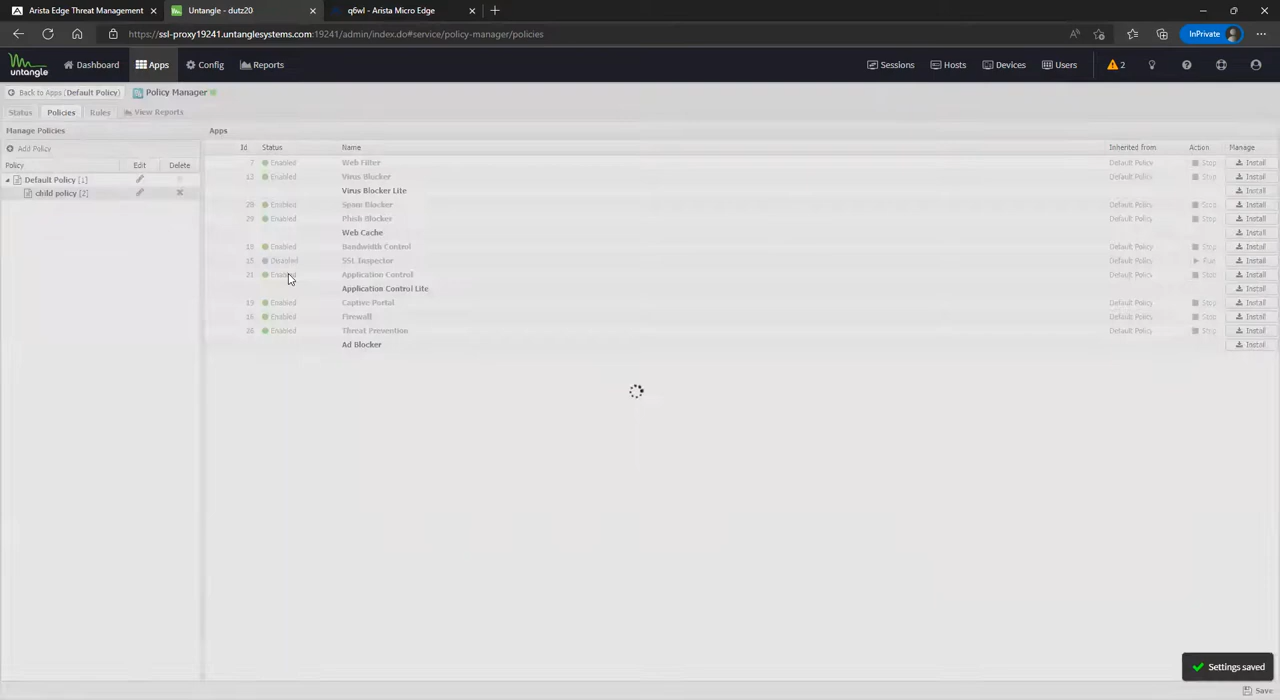 Arista Edge Threat Management
Untangle - dutz20
q6wl - Arista Micro Edge
https://ssl-proxy19241.untanglesystems.com:19241/admin/index.do#service/policy-manager/policies
InPrivate
untangle
Dashboard
Apps
Config
Reports
Sessions
Hosts
Devices
Users
2
Back to Apps (Default Policy)
Policy Manager
Status
Policies
Rules
View Reports
Manage Policies
Apps
Add Policy
Policy Edit Delete
Default Policy [1]
child policy [2]
Id Status Name Inherited from Action Manage
7 Enabled Web Filter Default Policy Stop Install
Enabled Virus Blocker Default Policy Stop Install
Virus Blocker Lite Install
Enabled Spam Blocker Default Policy Stop Install
Enabled Phish Blocker Default Policy Stop Install
Web Cache Install
Enabled Bandwidth Control Default Policy Stop Install
Disabled SSL Inspector Default Policy Run Install
21 Enabled Application Control Default Policy Stop Install
Application Control Lite Install
Enabled Captive Portal Default Policy Stop Install
Enabled Firewall Default Policy Stop Install
Enabled Threat Prevention Default Policy Stop Install
Ad Blocker Install
Settings saved
Save